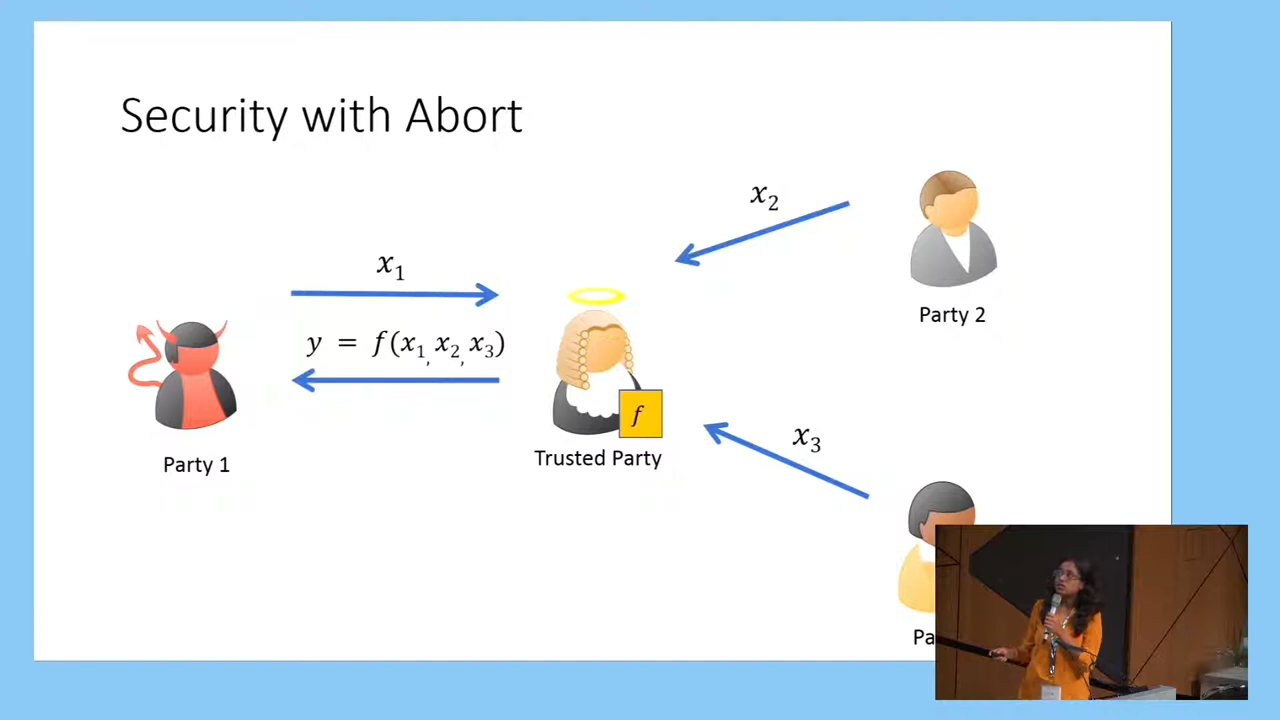 Security with Abort
x₂
x₁
y = f(x₁, x₂, x₃)
Party 2
f
x₃
Trusted Party
Party 1
Pa